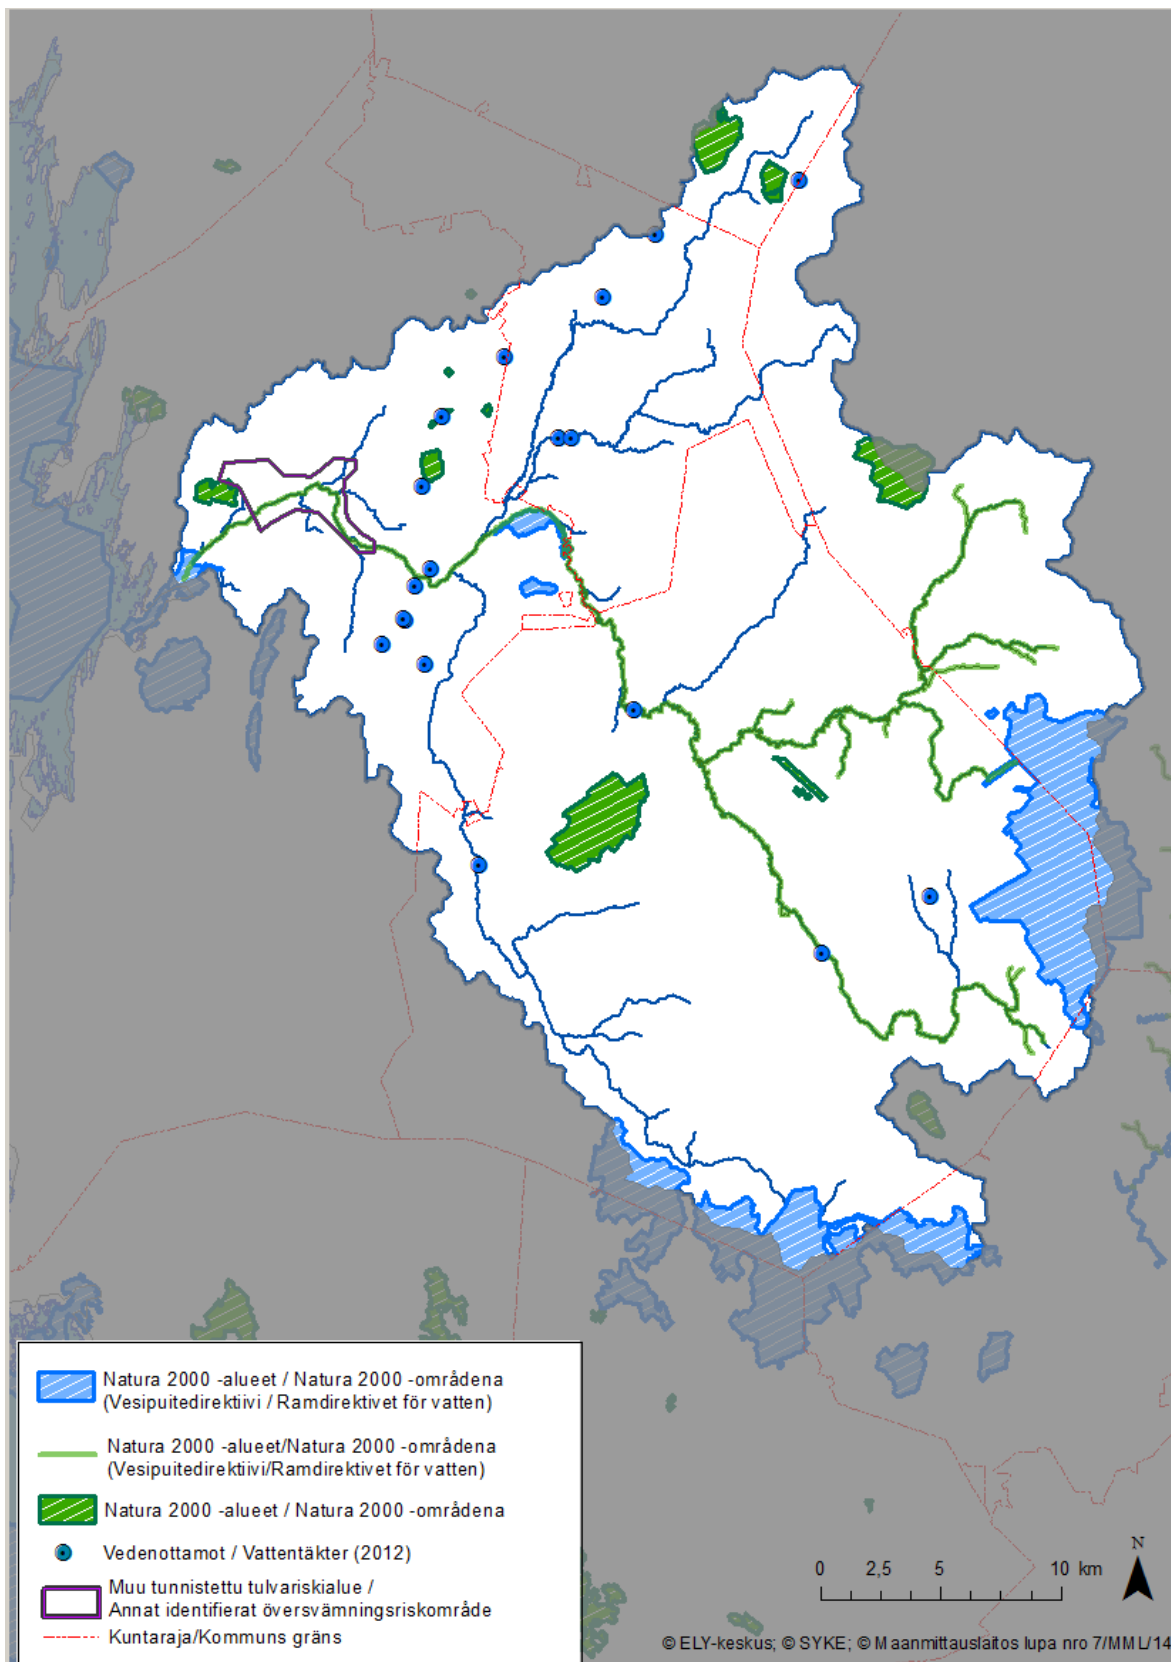 Natura 2000 -alueet / Natura 2000 -områdena
(Vesipuitedirektiivi / Ramdirektivet för vatten)
Natura 2000 -alueet/Natura 2000 -områdena
(Vesipuitedirektiivi/Ramdirektivet för vatten)
Natura 2000 -alueet / Natura 2000 -områdena
Vedenottamot / Vattentäkter (2012)
Muu tunnistettu tulvariskialue /
Annat identifierat översvämningsriskområde
Kuntaraja/Kommuns gräns
N
0 2,5 5 10 km
© ELY-keskus; © SYKE; © Maanmittauslaitos lupa nro 7/MML/14